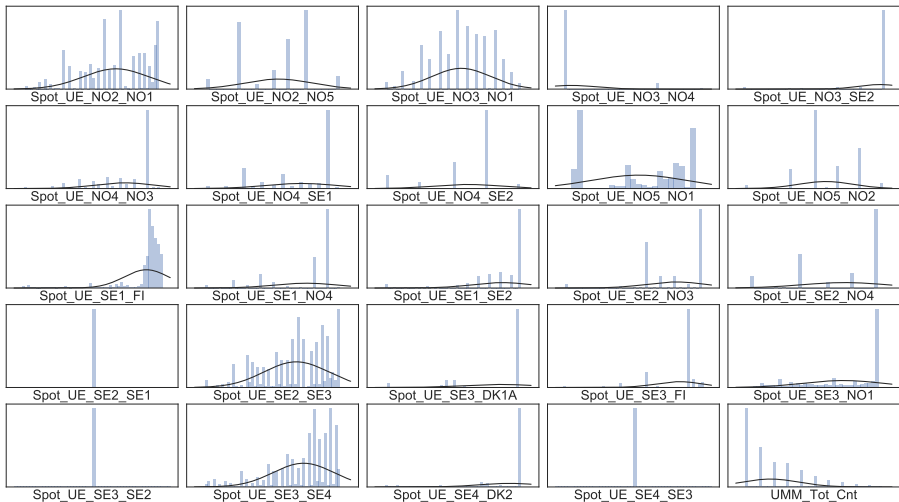 Spot_UE_NO2_NO1
Spot_UE_NO2_NO5
Spot_UE_NO3_NO1
Spot_UE_NO3_NO4
Spot_UE_NO3_SE2
Spot_UE_NO4_NO3
Spot_UE_NO4_SE1
Spot_UE_NO4_SE2
Spot_UE_NO5_NO1
Spot_UE_NO5_NO2
Spot_UE_SE1_FI
Spot_UE_SE1_NO4
Spot_UE_SE1_SE2
Spot_UE_SE2_NO3
Spot_UE_SE2_NO4
Spot_UE_SE2_SE1
Spot_UE_SE2_SE3
Spot_UE_SE3_DK1A
Spot_UE_SE3_FI
Spot_UE_SE3_NO1
Spot_UE_SE3_SE2
Spot_UE_SE3_SE4
Spot_UE_SE4_DK2
Spot_UE_SE4_SE3
UMM_Tot_Cnt